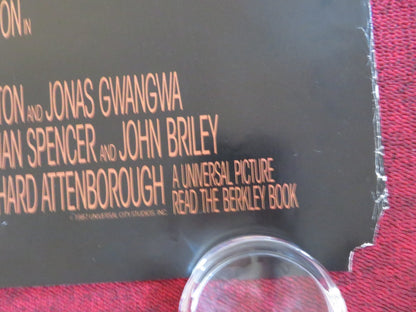 ON IN
TON AND JONAS GWANGWA
MAN SPENCER AND JOHN BRILEY
HARD ATTENBOROUGH A UNIVERSAL PICTURE
READ THE BERKLEY BOOK
© 1987 UNIVERSAL CITY STUDIOS, INC.